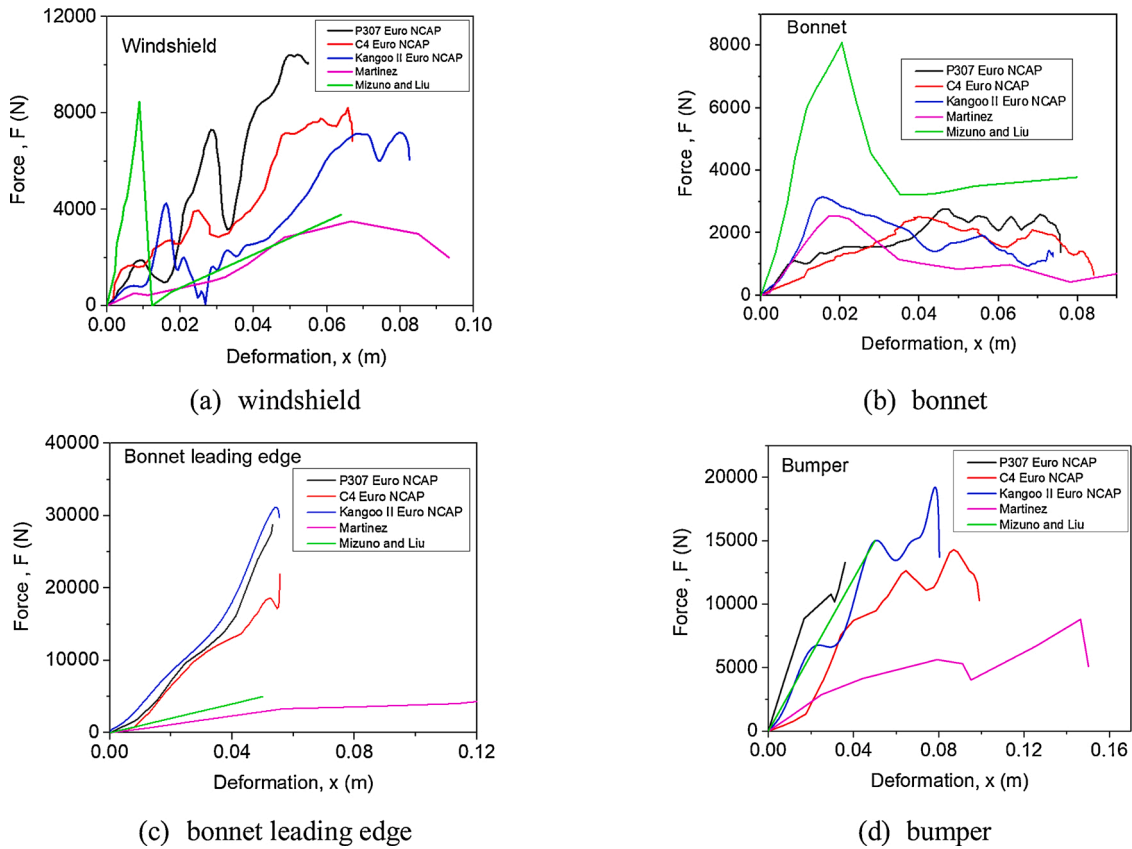 Windshield
P307 Euro NCAP
C4 Euro NCAP
Kangoo II Euro NCAP
Martinez
Mizuno and Liu
12000
8000
4000
0
Force , F (N)
0.00 0.02 0.04 0.06 0.08 0.10
Deformation, x (m)
(a) windshield
Bonnet
P307 Euro NCAP
C4 Euro NCAP
Kangoo II Euro NCAP
Martinez
Mizuno and Liu
8000
6000
4000
2000
0
Force , F (N)
0.00 0.02 0.04 0.06 0.08
Deformation, x (m)
(b) bonnet
Bonnet leading edge
P307 Euro NCAP
C4 Euro NCAP
Kangoo II Euro NCAP
Martinez
Mizuno and Liu
40000
30000
20000
10000
0
Force , F (N)
0.00 0.04 0.08 0.12
Deformation, x (m)
(c) bonnet leading edge
Bumper
P307 Euro NCAP
C4 Euro NCAP
Kangoo II Euro NCAP
Martinez
Mizuno and Liu
20000
15000
10000
5000
0
Force , F (N)
0.00 0.04 0.08 0.12 0.16
Deformation, x (m)
(d) bumper